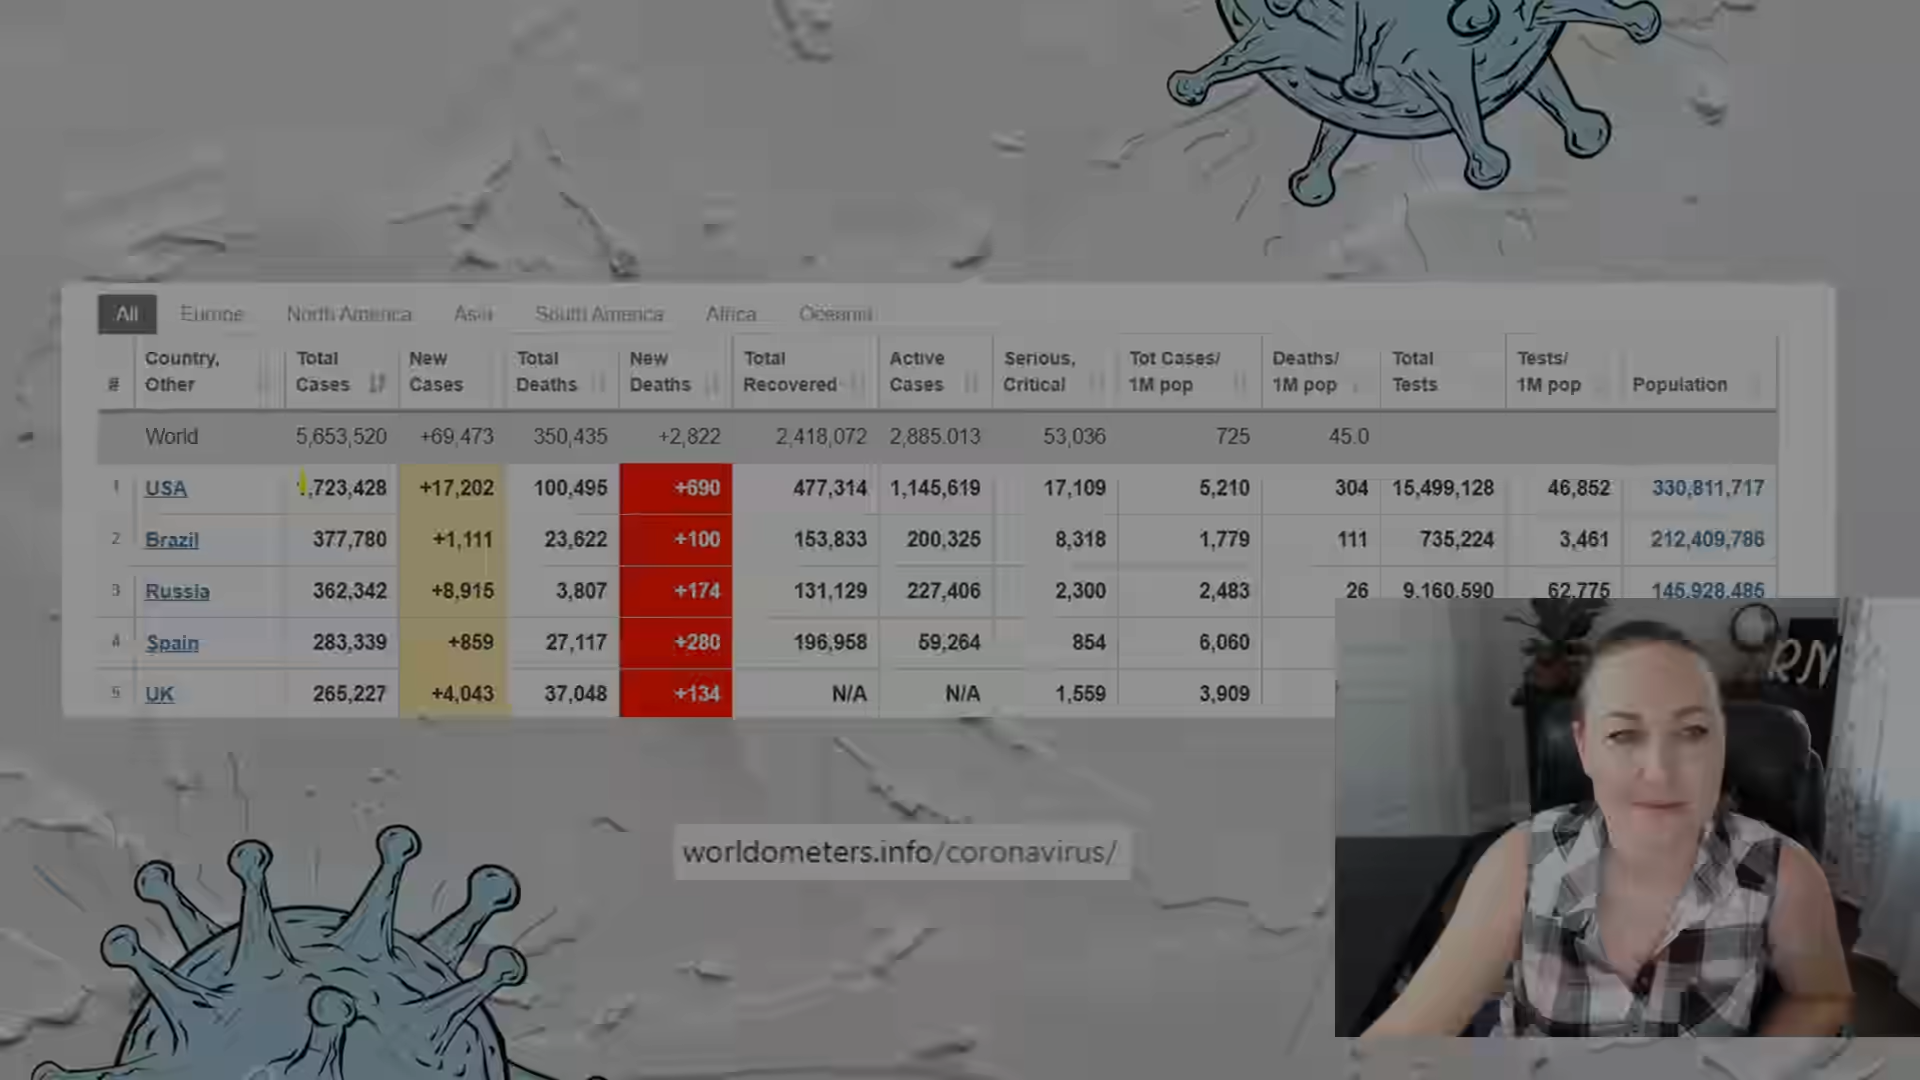 All Europe North America Asia South America Africa Oceania
# Country, Other Total Cases New Cases Total Deaths New Deaths Total Recovered Active Cases Serious, Critical Tot Cases/ 1M pop Deaths/ 1M pop Total Tests Tests/ 1M pop Population
World 5,653,520 +69,473 350,435 +2,822 2,418,072 2,885.013 53,036 725 45.0
1 USA 1,723,428 +17,202 100,495 +690 477,314 1,145,619 17,109 5,210 304 15,499,128 46,852 330,811,717
2 Brazil 377,780 +1,111 23,622 +100 153,833 200,325 8,318 1,779 111 735,224 3,461 212,409,786
3 Russia 362,342 +8,915 3,807 +174 131,129 227,406 2,300 2,483 26 9,160,590 62,775 145,928,485
4 Spain 283,339 +859 27,117 +280 196,958 59,264 854 6,060
5 UK 265,227 +4,043 37,048 +134 N/A N/A 1,559 3,909
RN
worldometers.info/coronavirus/